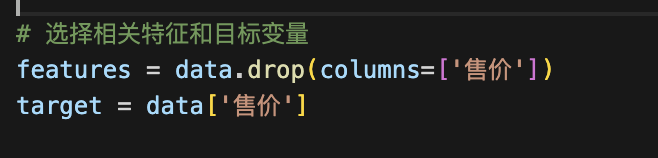 # 选择相关特征和目标变量
features = data.drop(columns=['售价'])
target = data['售价']